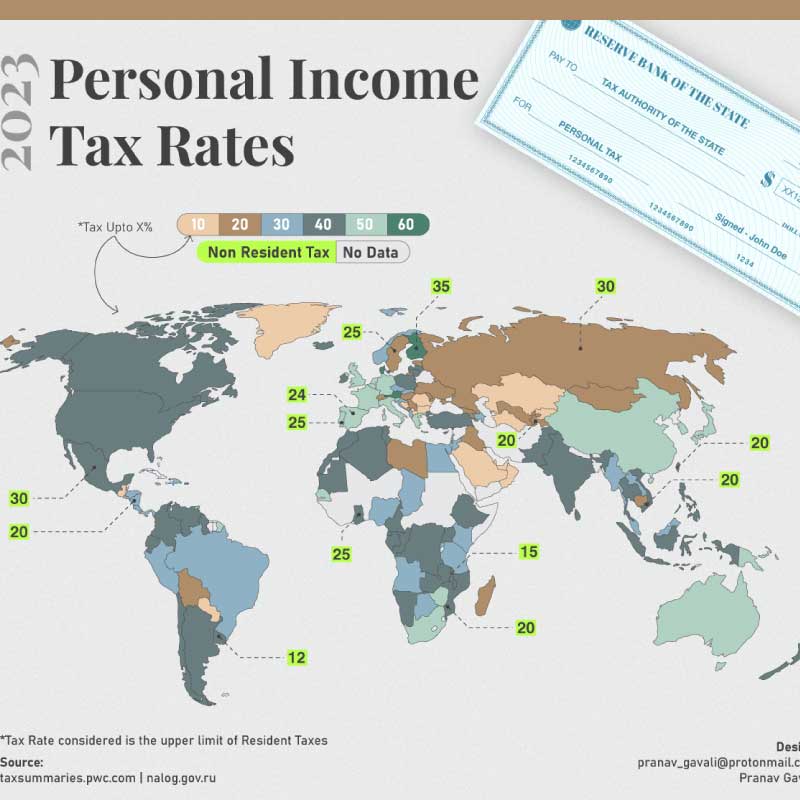 2023
Personal Income
Tax Rates
RESERVE BANK OF THE STATE
PAY TO
TAX AUTHORITY OF THE STATE
FOR
PERSONAL TAX
1234567890
$
1234567890
Signed - John Doe
1234
*Tax Upto X%
10 20 30 40 50 60
Non Resident Tax No Data
35
30
25
24
25
20
20
20
30
20
25
15
20
12
*Tax Rate considered is the upper limit of Resident Taxes
Source:
taxsummaries.pwc.com | nalog.gov.ru
Desi
pranav_gavali@protonmail.c
Pranav Gav